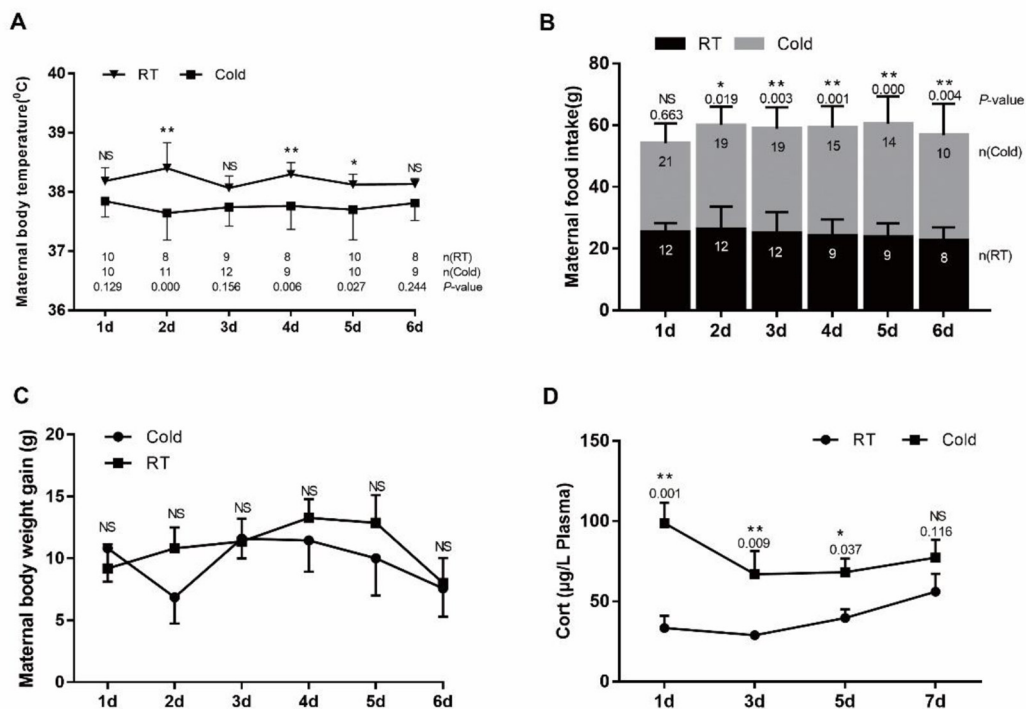 A
RT Cold
Maternal body temperature(⁰C)
40
39
38
37
36
NS ** NS ** * NS
10 8 9 8 10 8 n(RT)
10 11 12 9 10 9 n(Cold)
0.129 0.000 0.156 0.006 0.027 0.244 P-value
1d 2d 3d 4d 5d 6d
B
RT Cold
Maternal food intake(g)
80
60
40
20
0
NS * ** ** ** **
0.663 0.019 0.003 0.001 0.000 0.004 P-value
21 19 19 15 14 10 n(Cold)
12 12 12 9 9 8 n(RT)
1d 2d 3d 4d 5d 6d
C
Cold
RT
Maternal body weight gain (g)
20
15
10
5
0
NS NS NS NS NS NS
1d 2d 3d 4d 5d 6d
D
RT Cold
Cort (μg/L Plasma)
150
100
50
0
** ** * NS
0.001 0.009 0.037 0.116
1d 3d 5d 7d